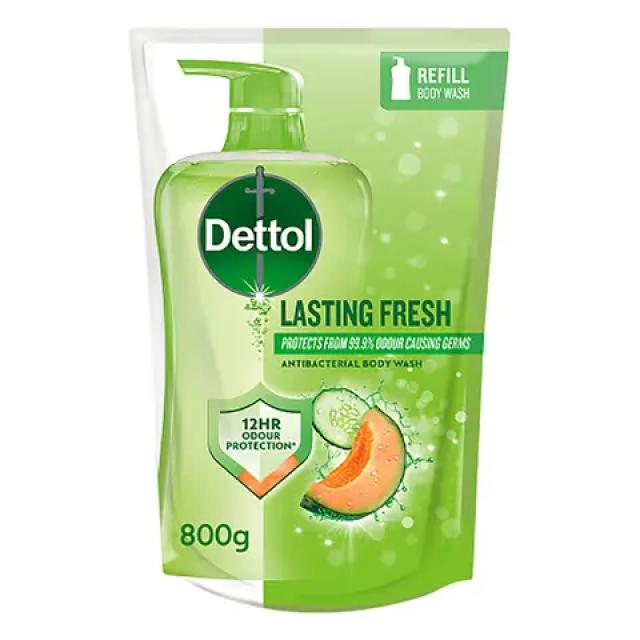 REFILL
BODY WASH
Dettol
LASTING FRESH
PROTECTS FROM 99.9% ODOUR CAUSING GERMS
ANTIBACTERIAL BODY WASH
12HR
ODOUR
PROTECTION*
800g